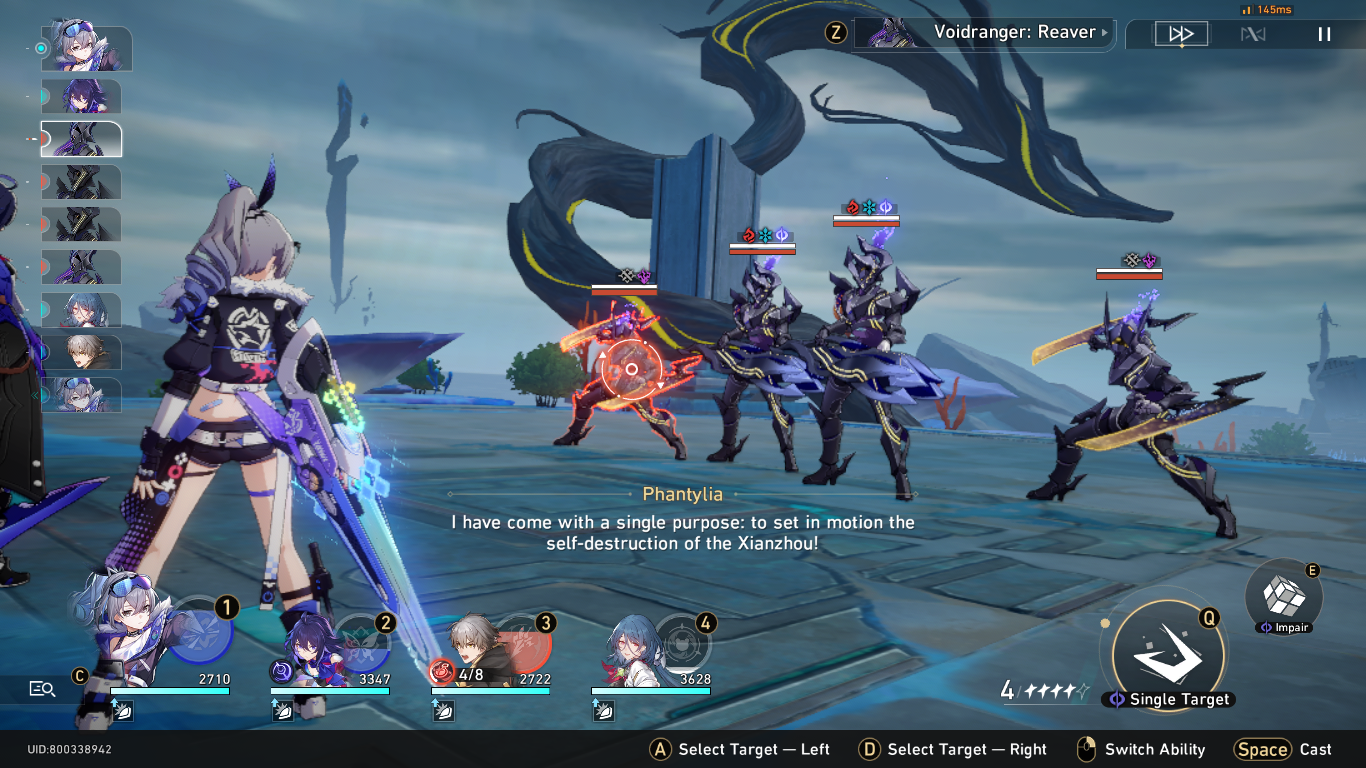 145ms
Z
Voidranger: Reaver
Phantylia
I have come with a single purpose: to set in motion the
self-destruction of the Xianzhou!
E
Impair
Q
Single Target
4
1
2
3
4
4/8
C
2710
3347
2722
3628
UID:800338942
A Select Target — Left
D Select Target — Right
Switch Ability
Space Cast